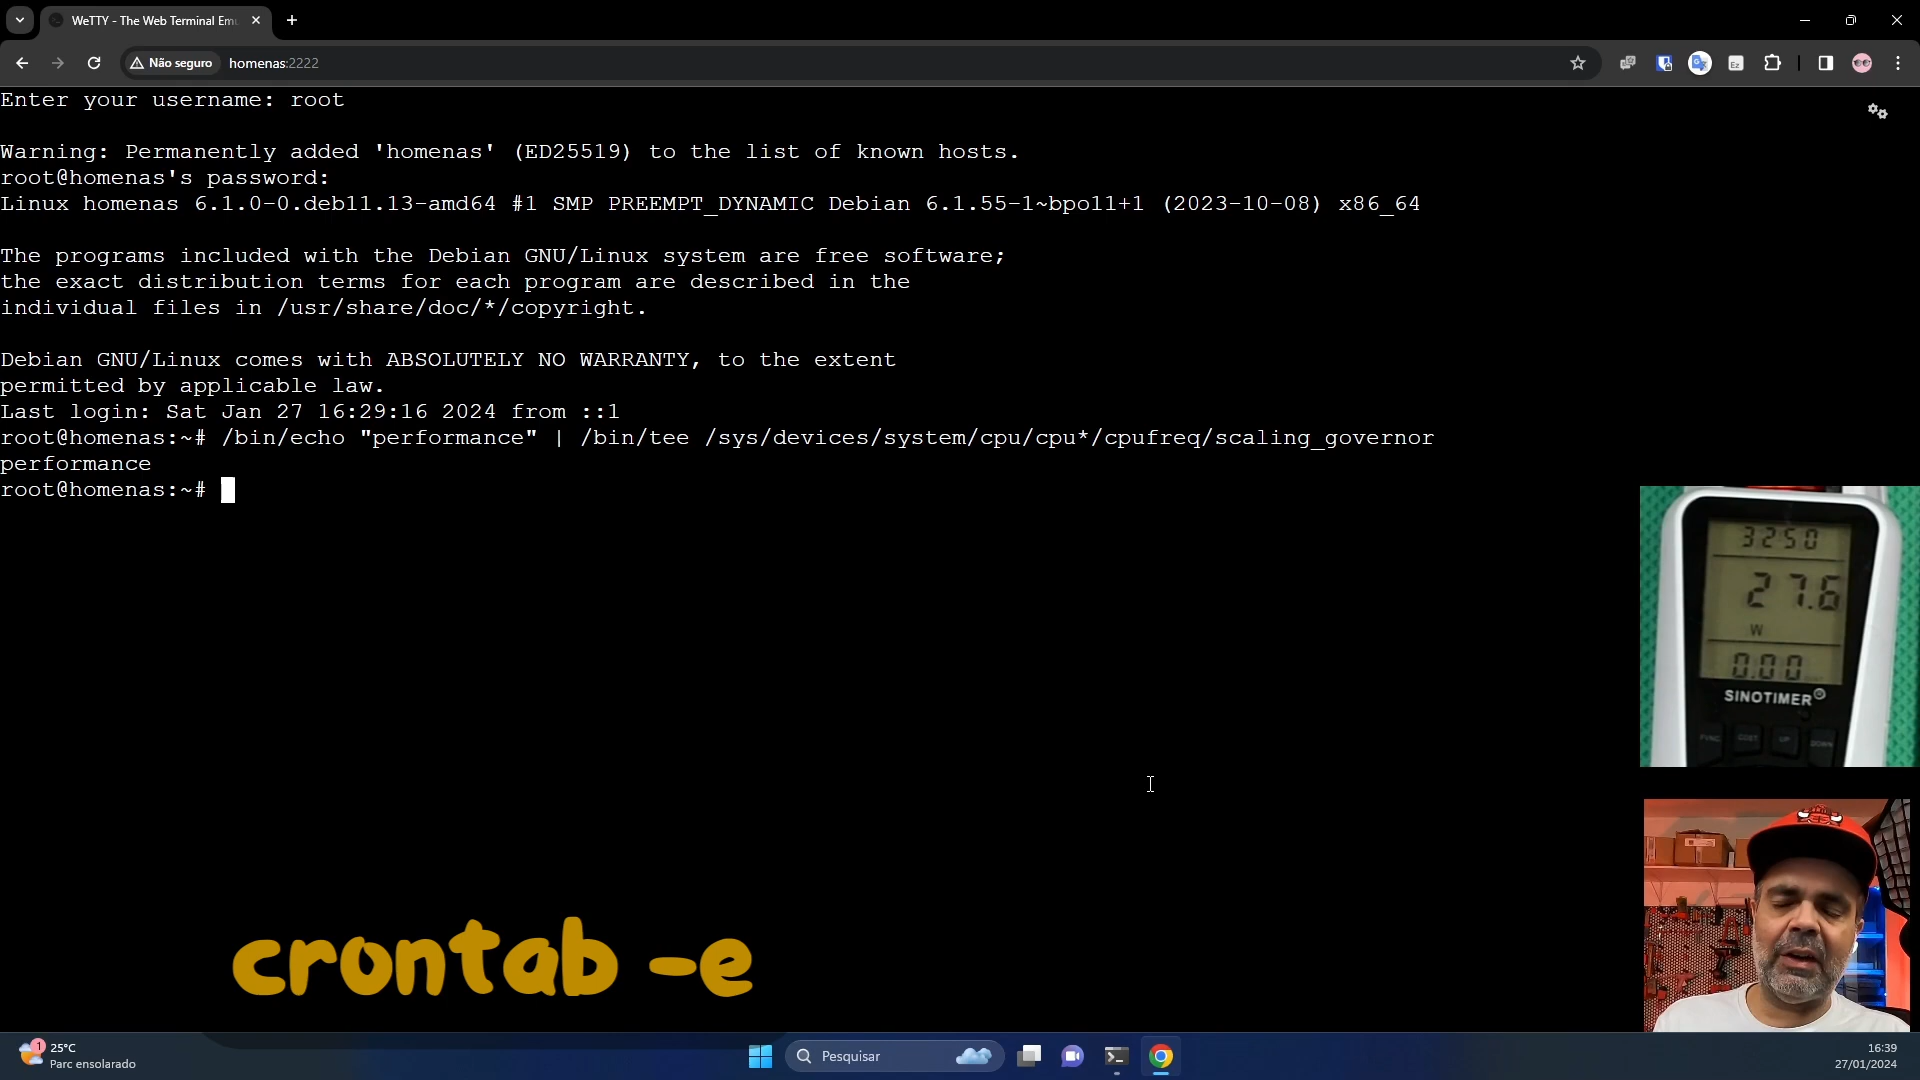 WeTTY - The Web Terminal Emu
Não seguro
homenas:2222
Enter your username: root
Warning: Permanently added 'homenas' (ED25519) to the list of known hosts.
root@homenas's password:
Linux homenas 6.1.0-0.deb11.13-amd64 #1 SMP PREEMPT_DYNAMIC Debian 6.1.55-1~bpo11+1 (2023-10-08) x86_64
The programs included with the Debian GNU/Linux system are free software;
the exact distribution terms for each program are described in the
individual files in /usr/share/doc/*/copyright.
Debian GNU/Linux comes with ABSOLUTELY NO WARRANTY, to the extent
permitted by applicable law.
Last login: Sat Jan 27 16:29:16 2024 from ::1
root@homenas:~# /bin/echo "performance" | /bin/tee /sys/devices/system/cpu/cpu*/cpufreq/scaling_governor
performance
root@homenas:~#
3250
27.6
W
0.00
SINOTIMER
FUNC COST UP DOWN
crontab -e
1
25°C
Parc ensolarado
Pesquisar
16:39
27/01/2024